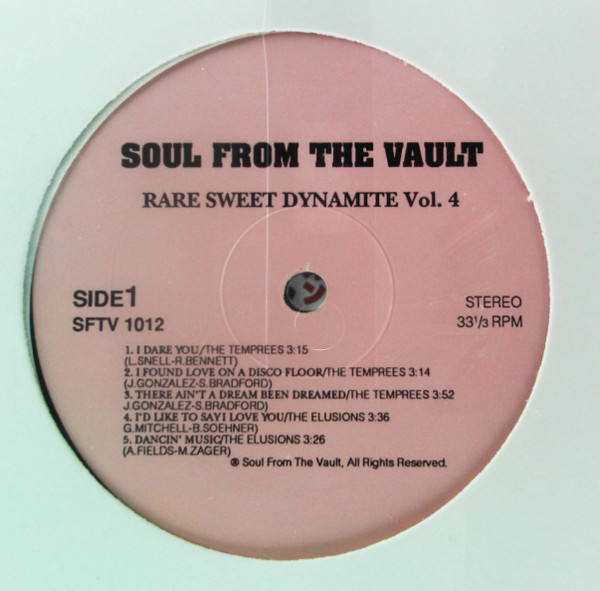 SOUL FROM THE VAULT
RARE SWEET DYNAMITE Vol. 4
SIDE 1
SFTV 1012
STEREO
33 1/3 RPM
1. I DARE YOU/THE TEMPREES 3:15
(L.SNELL-R.BENNETT)
2. I FOUND LOVE ON A DISCO FLOOR/THE TEMPREES 3:14
(J.GONZALEZ-S.BRADFORD)
3. THERE AIN'T A DREAM BEEN DREAMED/THE TEMPREES 3:52
J.GONZALEZ-S.BRADFORD)
4. I'D LIKE TO SAY I LOVE YOU/THE ELUSIONS 3:36
G.MITCHELL-B.SOEHNER)
5. DANCIN' MUSIC/THE ELUSIONS 3:26
(A.FIELDS-M.ZAGER)
® Soul From The Vault, All Rights Reserved.